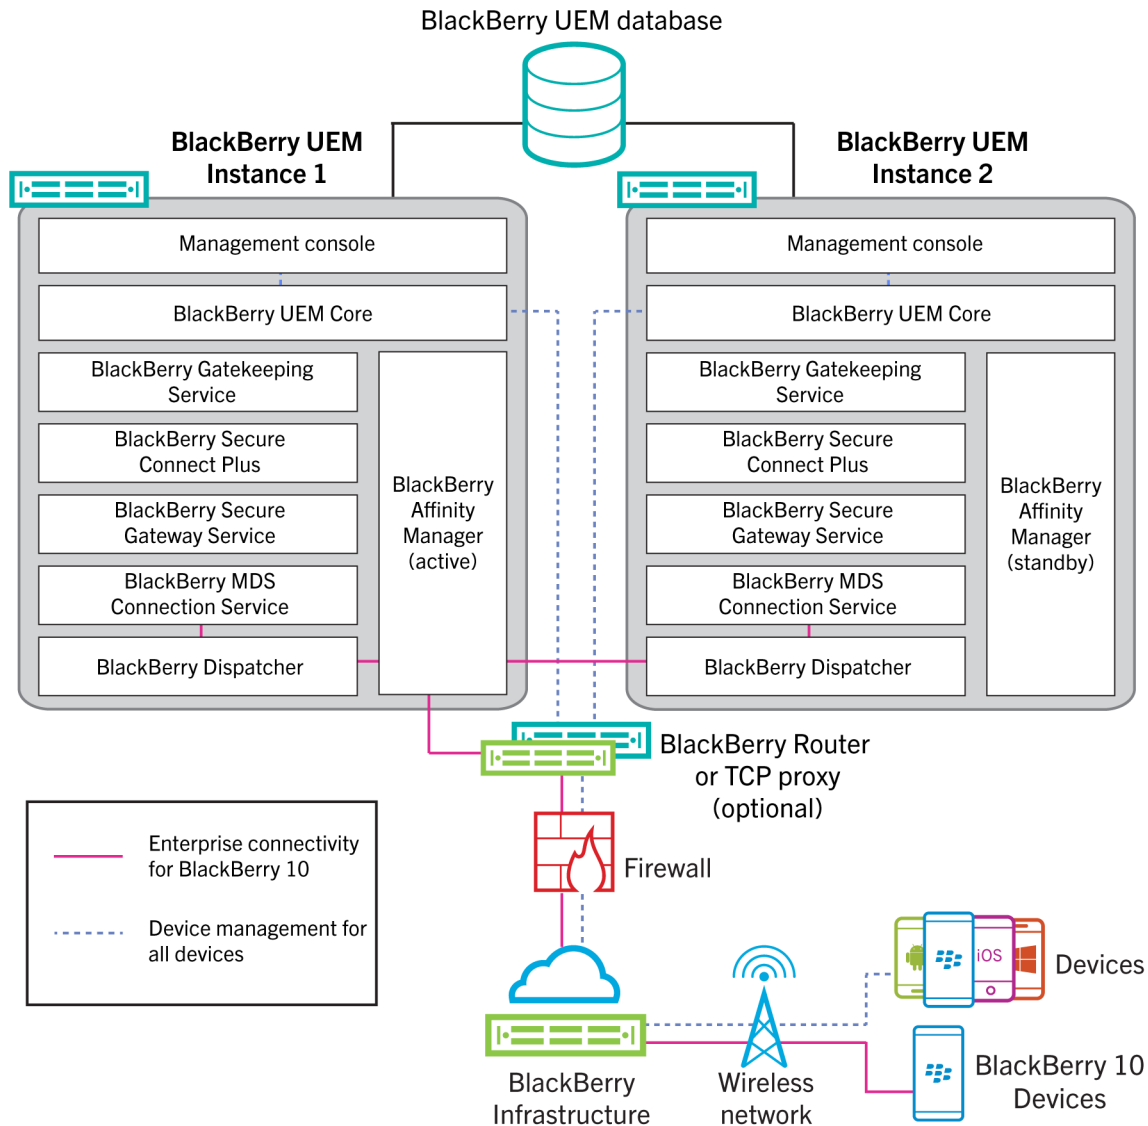 BlackBerry UEM database
BlackBerry UEM
Instance 1
BlackBerry UEM
Instance 2
Management console
BlackBerry UEM Core
BlackBerry Gatekeeping
Service
BlackBerry Secure
Connect Plus
BlackBerry Secure
Gateway Service
BlackBerry MDS
Connection Service
BlackBerry Dispatcher
BlackBerry
Affinity
Manager
(active)
Management console
BlackBerry UEM Core
BlackBerry Gatekeeping
Service
BlackBerry Secure
Connect Plus
BlackBerry Secure
Gateway Service
BlackBerry MDS
Connection Service
BlackBerry Dispatcher
BlackBerry
Affinity
Manager
(standby)
BlackBerry Router
or TCP proxy
(optional)
Enterprise connectivity
for BlackBerry 10
Device management for
all devices
Firewall
iOS
Devices
BlackBerry
Infrastructure
Wireless
network
BlackBerry 10
Devices